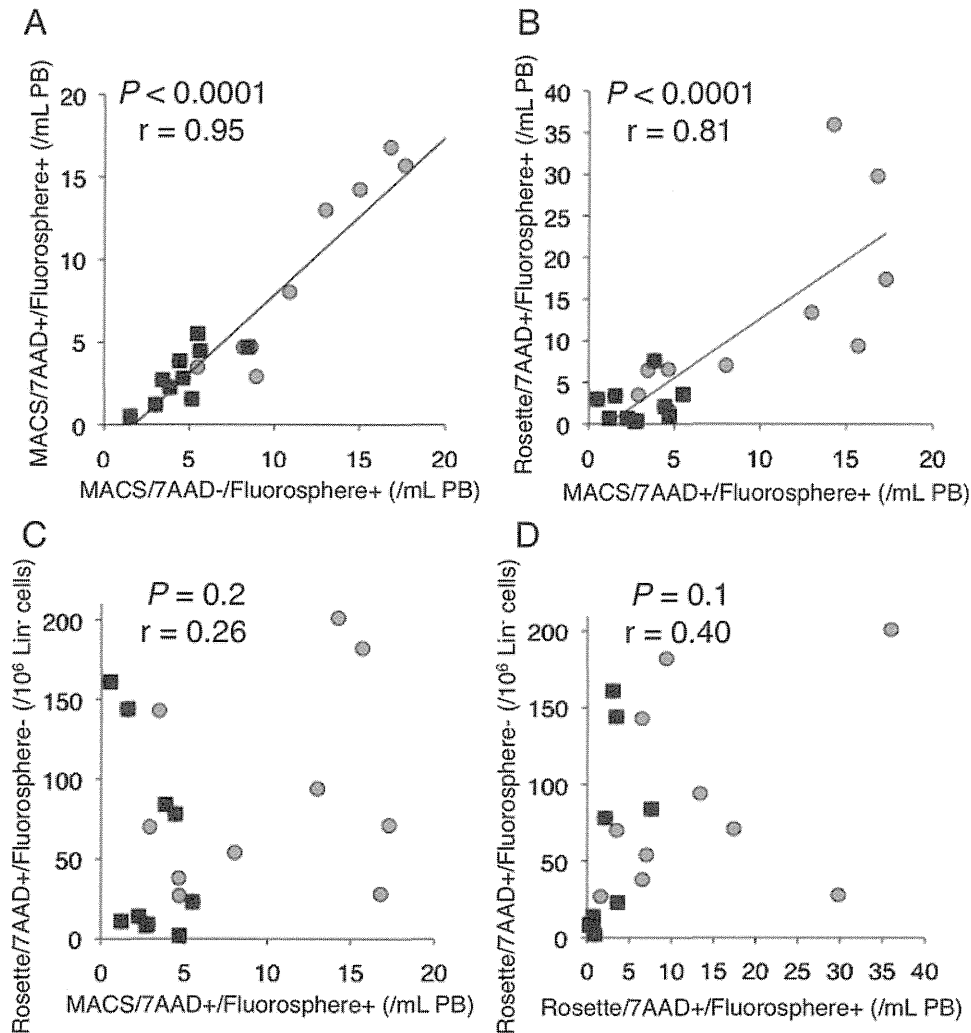 A
P < 0.0001
r = 0.95
MACS/7AAD+/Fluorosphere+ (/mL PB)
20
15
10
5
0
0 5 10 15 20
MACS/7AAD-/Fluorosphere+ (/mL PB)
B
P < 0.0001
r = 0.81
Rosette/7AAD+/Fluorosphere+ (/mL PB)
40
35
30
25
20
15
10
5
0
0 5 10 15 20
MACS/7AAD+/Fluorosphere+ (/mL PB)
C
P = 0.2
r = 0.26
Rosette/7AAD+/Fluorosphere- (/10⁶ Lin⁻ cells)
200
150
100
50
0
0 5 10 15 20
MACS/7AAD+/Fluorosphere+ (/mL PB)
D
P = 0.1
r = 0.40
Rosette/7AAD+/Fluorosphere- (/10⁶ Lin⁻ cells)
200
150
100
50
0
0 5 10 15 20 25 30 35 40
Rosette/7AAD+/Fluorosphere+ (/mL PB)